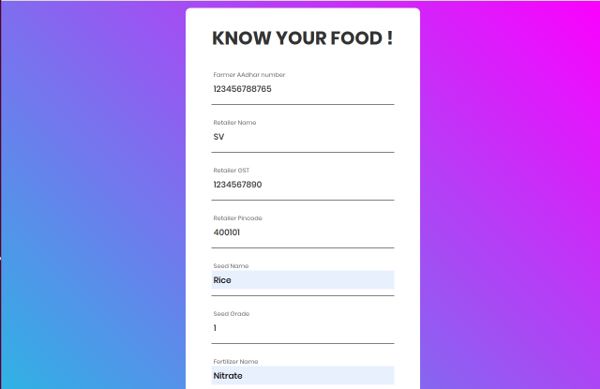 KNOW YOUR FOOD !
Farmer AAdhar number
123456788765
Retailer Name
SV
Retailer GST
1234567890
Retailer Pincode
400101
Seed Name
Rice
Seed Grade
1
Fertilizer Name
Nitrate